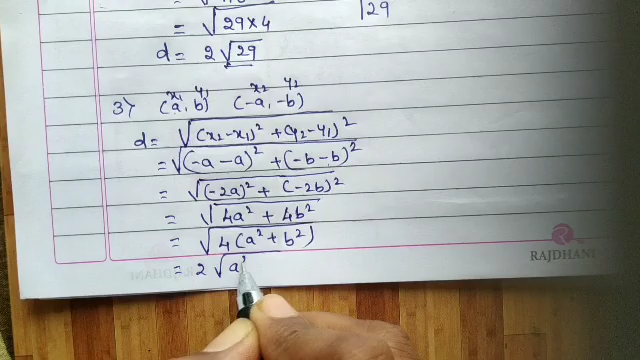 = √29×4
|29
d = 2√29
x₁ y₁ x₂ y₂
3) (a, b) (-a, -b)
d = √(x₂-x₁)² + (y₂-y₁)²
= √(-a-a)² + (-b-b)²
= √(-2a)² + (-2b)²
= √4a² + 4b²
= √4(a² + b²)
RAJDHANI
= 2√a²